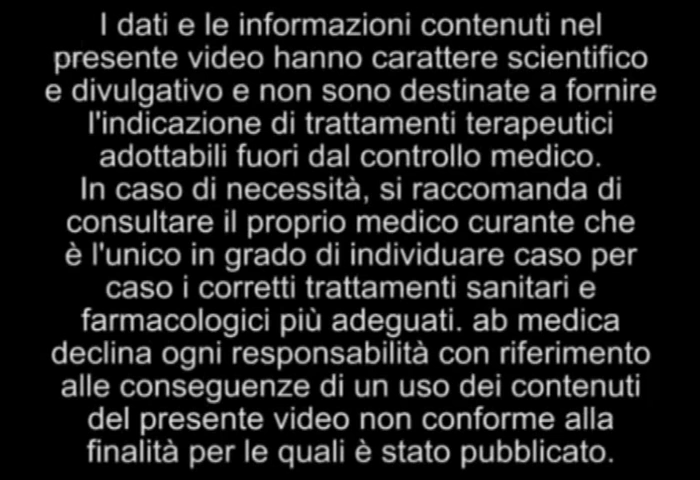 I dati e le informazioni contenuti nel
presente video hanno carattere scientifico
e divulgativo e non sono destinate a fornire
l'indicazione di trattamenti terapeutici
adottabili fuori dal controllo medico.
In caso di necessità, si raccomanda di
consultare il proprio medico curante che
è l'unico in grado di individuare caso per
caso i corretti trattamenti sanitari e
farmacologici più adeguati. ab medica
declina ogni responsabilità con riferimento
alle conseguenze di un uso dei contenuti
del presente video non conforme alla
finalità per le quali è stato pubblicato.